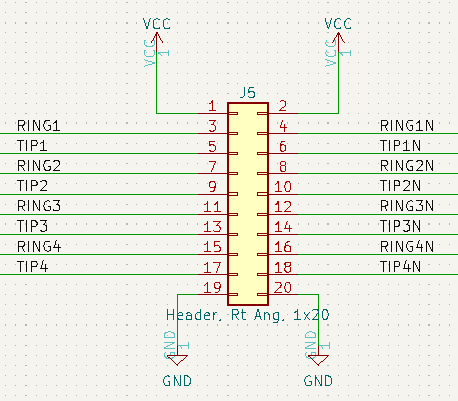 VCC VCC
VCC 1 VCC 1
J5
1 2
3 4
RING1 RING1N
5 6
TIP1 TIP1N
7 8
RING2 RING2N
9 10
TIP2 TIP2N
11 12
RING3 RING3N
13 14
TIP3 TIP3N
15 16
RING4 RING4N
17 18
TIP4 TIP4N
19 20
Header, Rt Ang, 1x20
GND 1 GND 1
GND GND